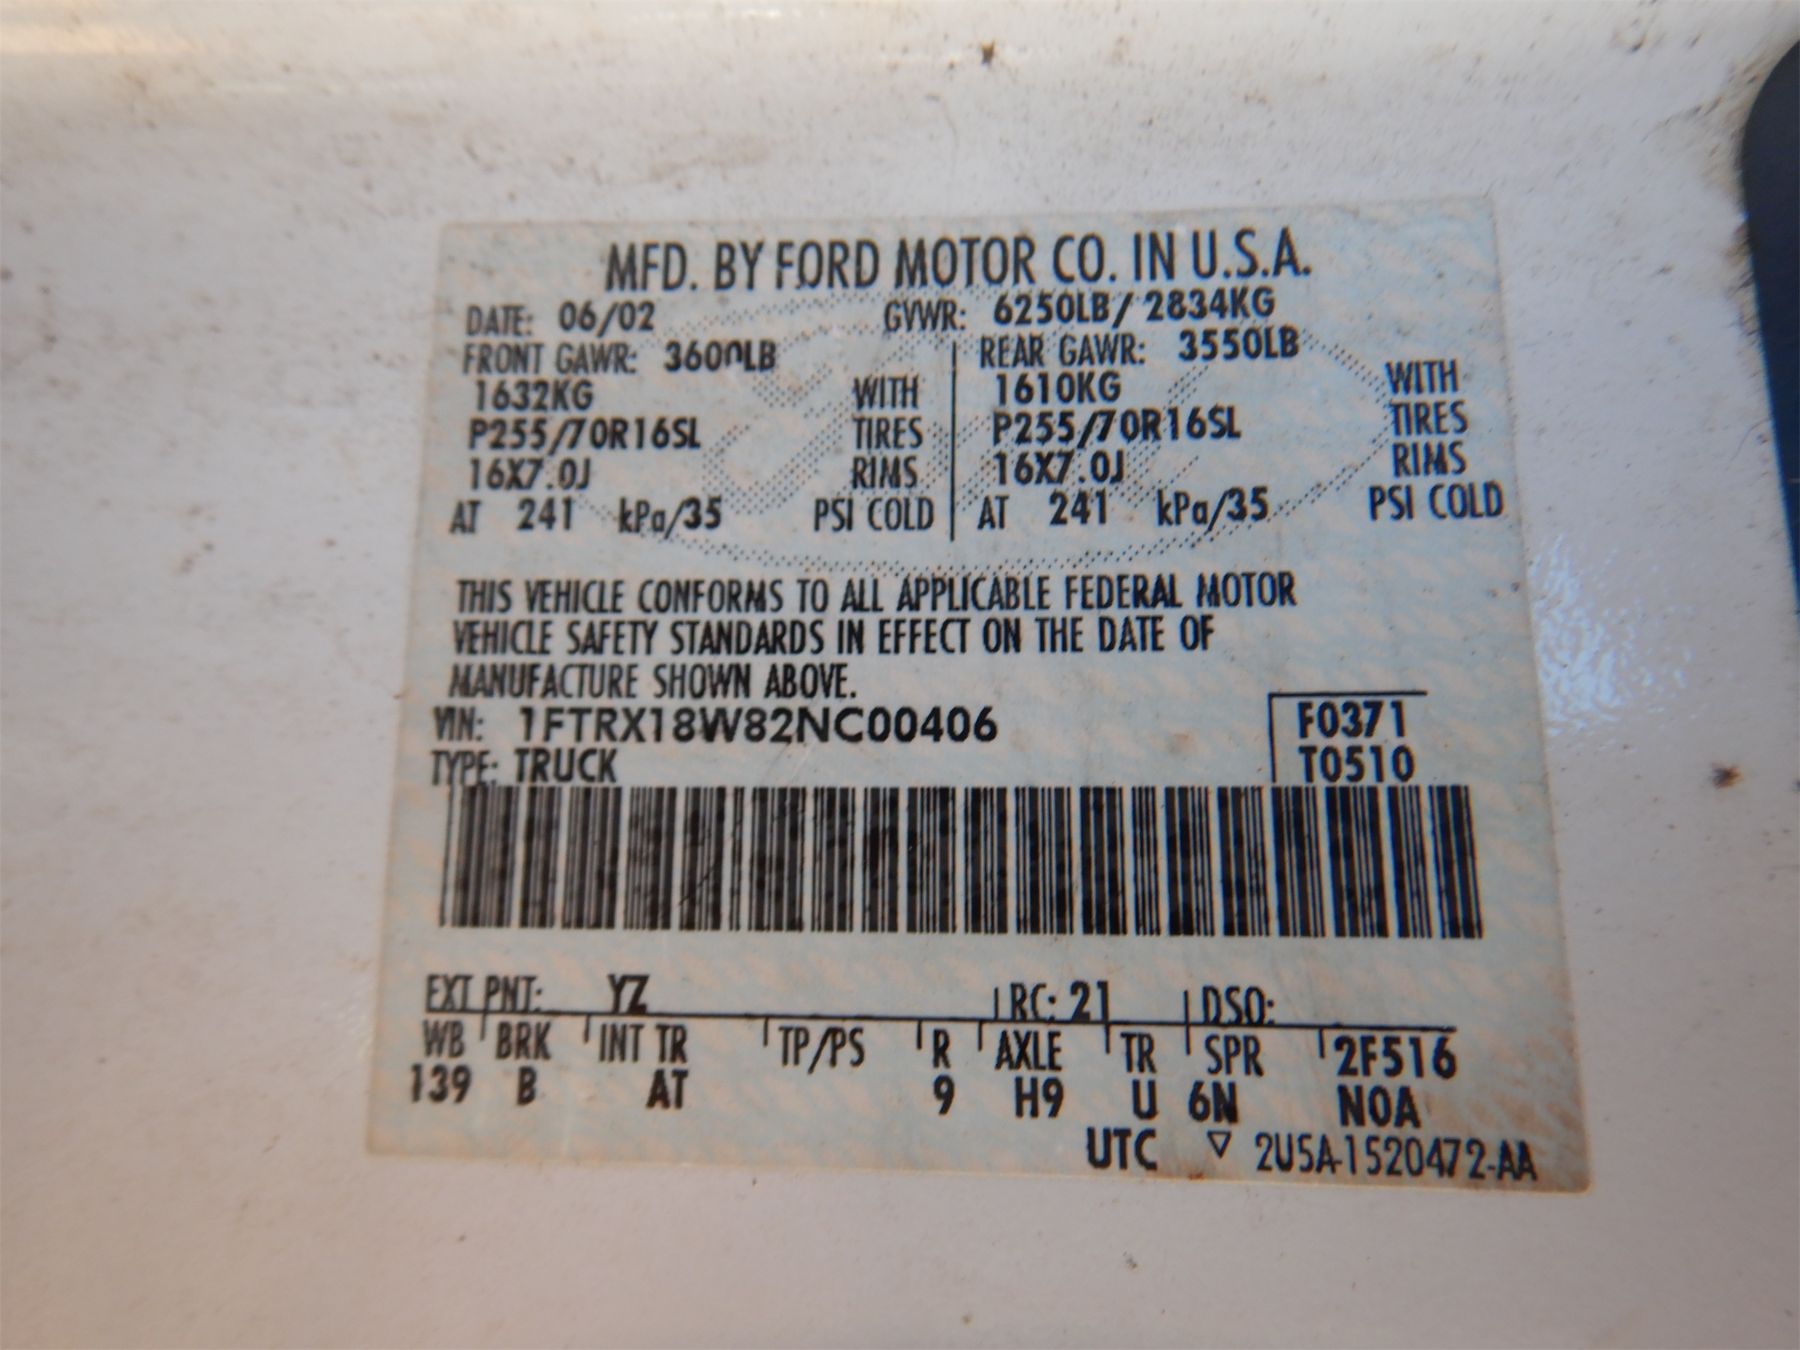 MFD. BY FORD MOTOR CO. IN U.S.A.
DATE: 06/02 GVWR: 6250LB/ 2834KG
FRONT GAWR: 3600LB REAR GAWR: 3550LB
1632KG WITH 1610KG WITH
P255/70R16SL TIRES P255/70R16SL TIRES
16X7.0J RIMS 16X7.0J RIMS
AT 241 kPa/35 PSI COLD AT 241 kPa/35 PSI COLD
THIS VEHICLE CONFORMS TO ALL APPLICABLE FEDERAL MOTOR
VEHICLE SAFETY STANDARDS IN EFFECT ON THE DATE OF
MANUFACTURE SHOWN ABOVE.
VIN: 1FTRX18W82NC00406 F0371
TYPE: TRUCK T0510
EXT PNT: YZ RC: 21 DSO:
WB BRK INT TR TP/PS R AXLE TR SPR 2F516
139 B AT 9 H9 U 6N NOA
UTC ▽ 2U5A-1520472-AA